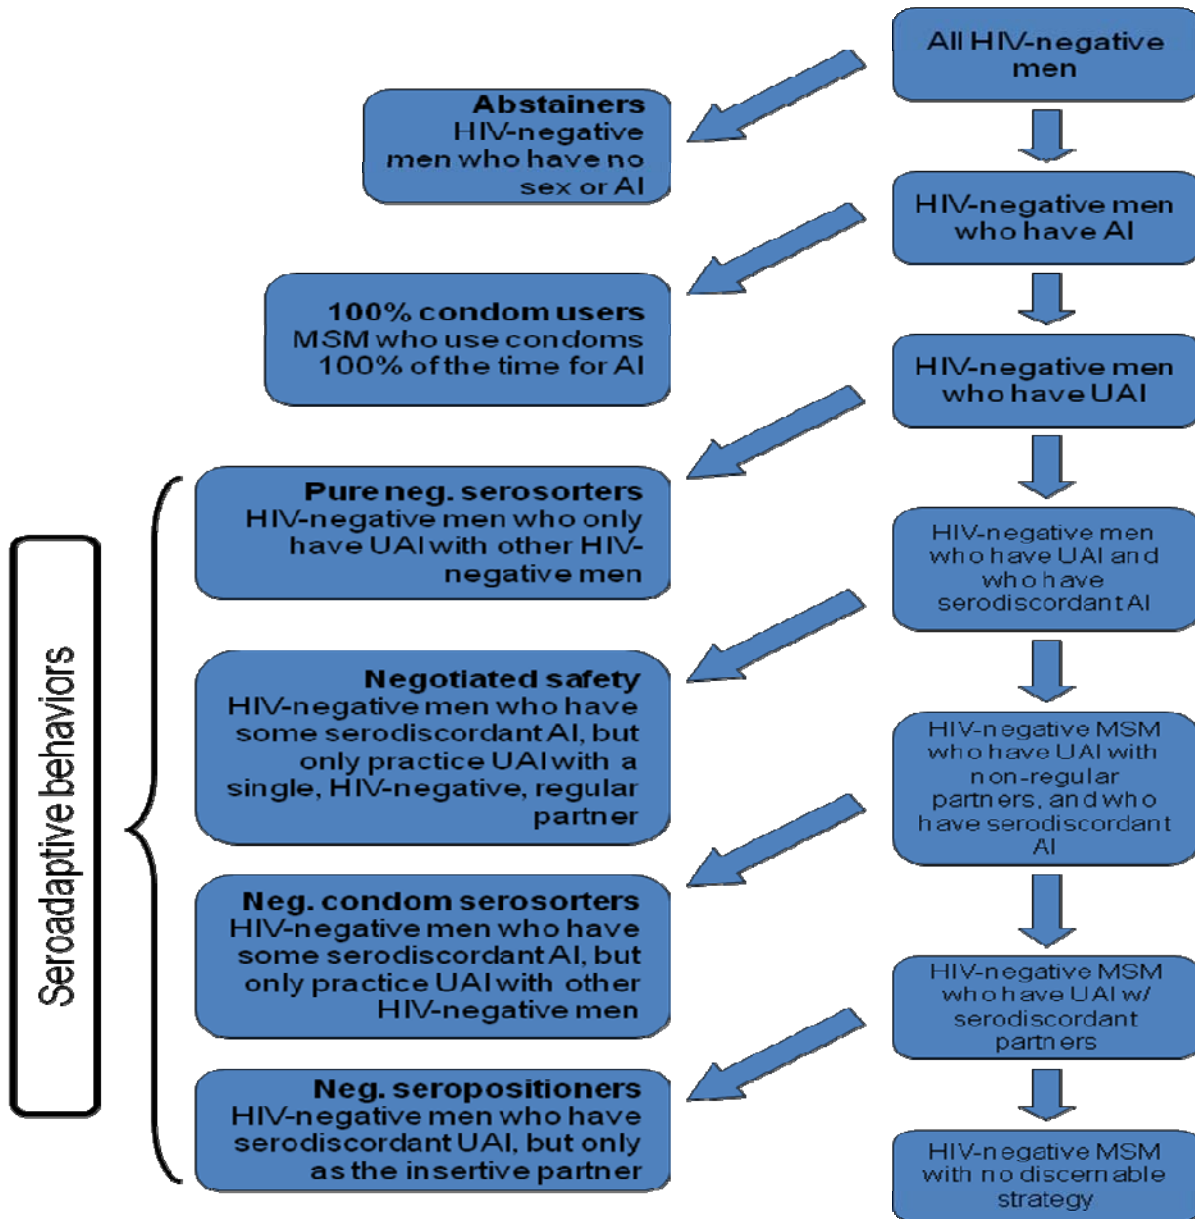 All HIV-negative
men
Abstainers
HIV-negative
men who have no
sex or AI
HIV-negative men
who have AI
100% condom users
MSM who use condoms
100% of the time for AI
HIV-negative men
who have UAI
Pure neg. serosorters
HIV-negative men who only
have UAI with other HIV-
negative men
HIV-negative men
who have UAI and
who have
serodiscordant AI
Negotiated safety
HIV-negative men who have
some serodiscordant AI, but
only practice UAI with a
single, HIV-negative, regular
partner
HIV-negative MSM
who have UAI with
non-regular
partners, and who
have serodiscordant
AI
Neg. condom serosorters
HIV-negative men who have
some serodiscordant AI, but
only practice UAI with other
HIV-negative men
HIV-negative MSM
who have UAI w/
serodiscordant
partners
Neg. seropositioners
HIV-negative men who have
serodiscordant UAI, but only
as the insertive partner
HIV-negative MSM
with no discernable
strategy
Seroadaptive behaviors